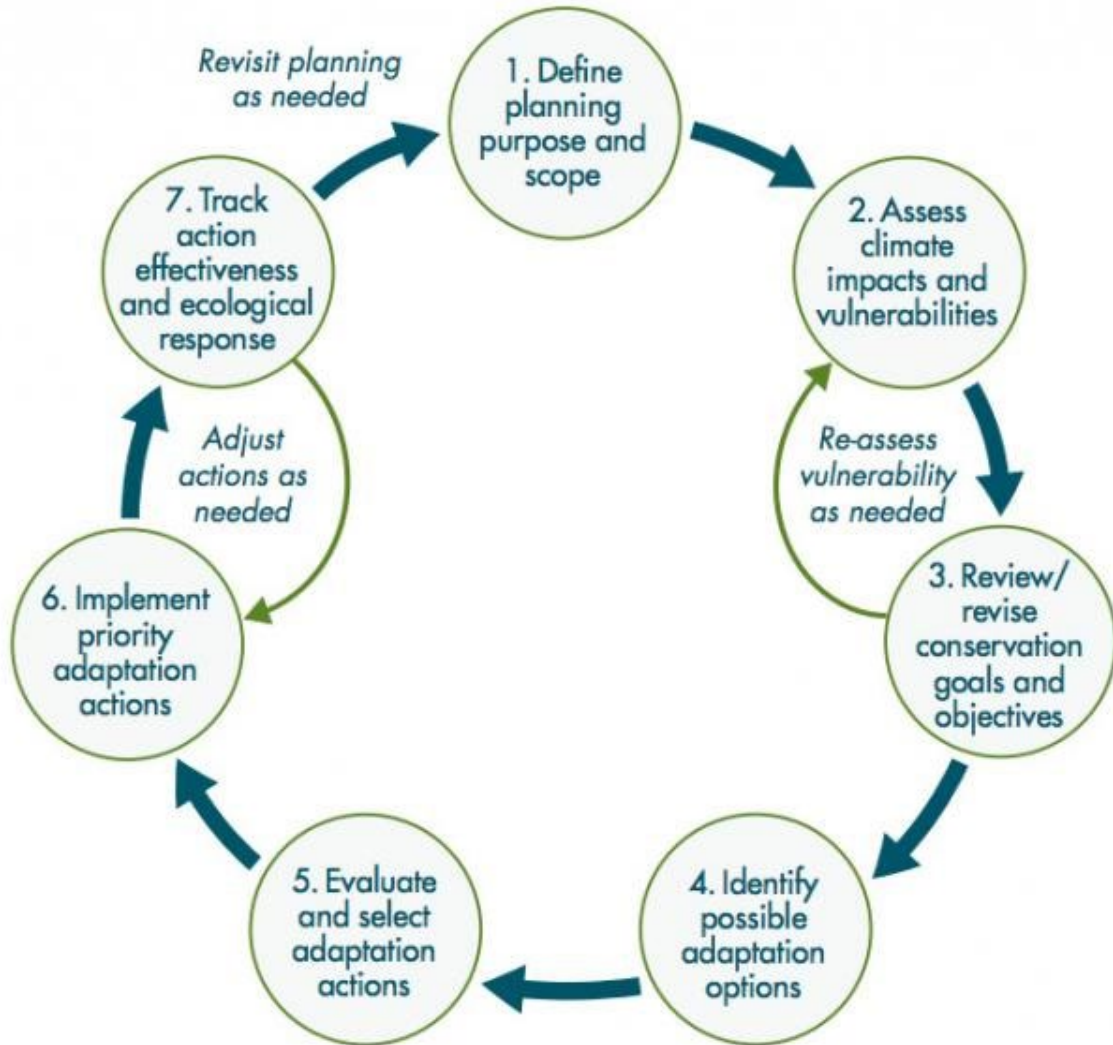 Revisit planning
as needed
1. Define
planning
purpose and
scope
2. Assess
climate
impacts and
vulnerabilities
Re-assess
vulnerability
as needed
3. Review/
revise
conservation
goals and
objectives
4. Identify
possible
adaptation
options
5. Evaluate
and select
adaptation
actions
6. Implement
priority
adaptation
actions
Adjust
actions as
needed
7. Track
action
effectiveness
and ecological
response